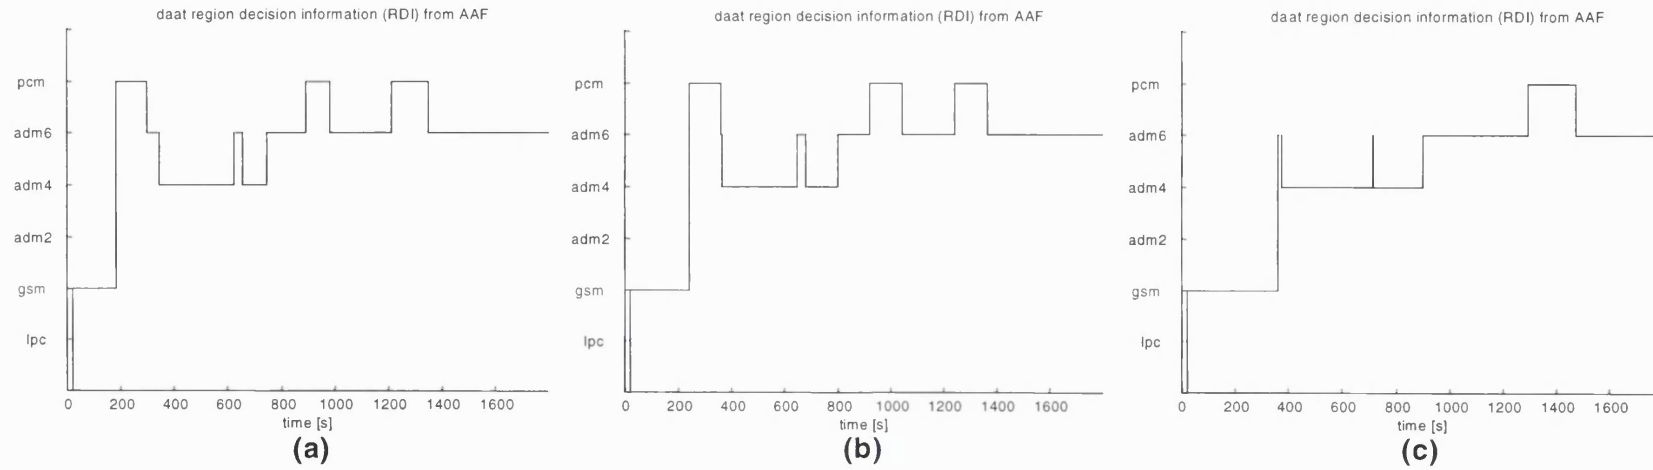 daat region decision information (RDI) from AAF
pcm
adm6
adm4
adm2
gsm
lpc
0 200 400 600 800 1000 1200 1400 1600
time [s]
(a)
daat region decision information (RDI) from AAF
pcm
adm6
adm4
adm2
gsm
lpc
0 200 400 600 800 1000 1200 1400 1600
time [s]
(b)
daat region decision information (RDI) from AAF
pcm
adm6
adm4
adm2
gsm
lpc
0 200 400 600 800 1000 1200 1400 1600
time [s]
(c)